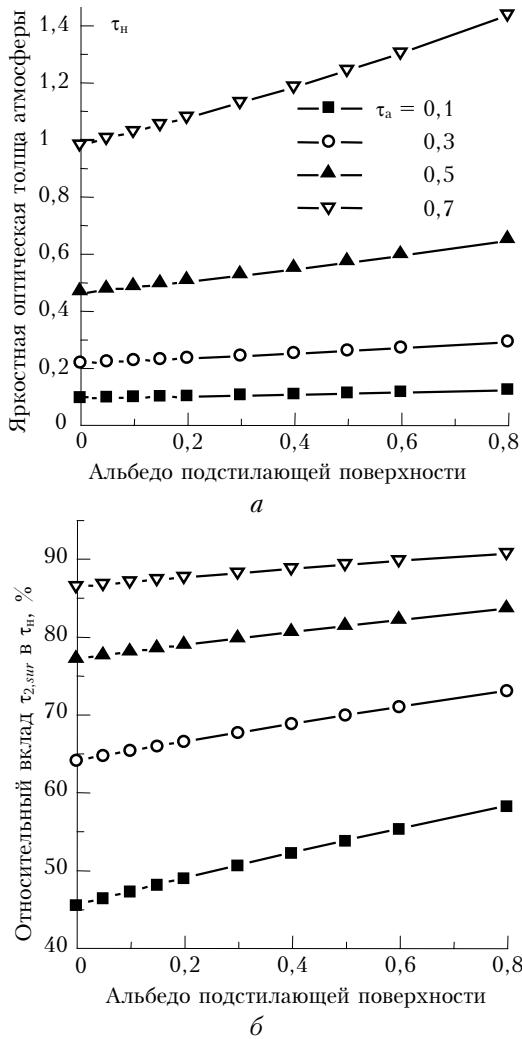 Яркостная оптическая толща атмосферы
τн
1,4
1,2
1
0,8
0,6
0,4
0,2
0
τа = 0,1
0,3
0,5
0,7
0 0,2 0,4 0,6 0,8
Альбедо подстилающей поверхности
а
Относительный вклад τ2,sur в τн, %
90
80
70
60
50
40
0 0,2 0,4 0,6 0,8
Альбедо подстилающей поверхности
б